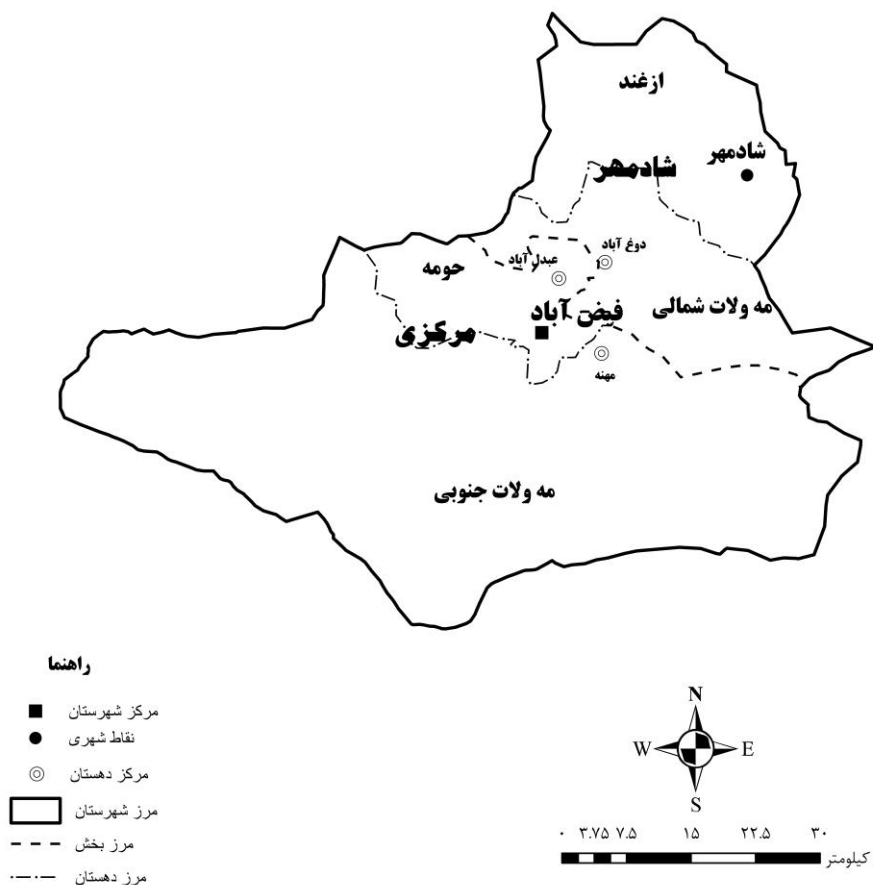 ازغند
شادمهر
شادمهر
دوغ آباد
عبدل آباد
حومه
مه ولات شمالی
فیض آباد
مرکزی
مهنه
مه ولات جنوبی
راهنما
مرکز شهرستان
نقاط شهری
مرکز دهستان
مرز شهرستان
مرز بخش
مرز دهستان
N
W E
S
۰ ۳.۷۵ ۷.۵ ۱۵ ۲۲.۵ ۳۰
کیلومتر